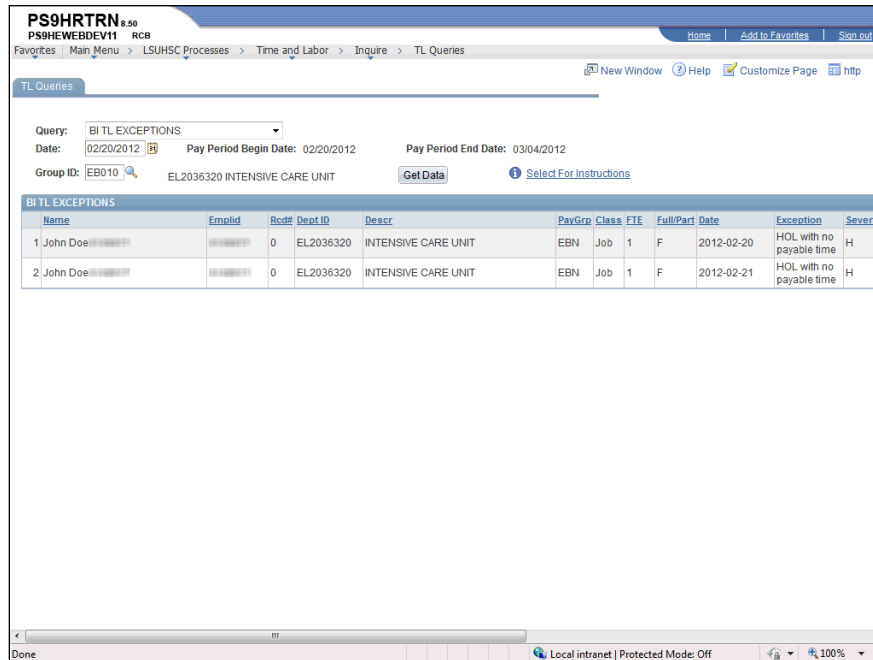 PS9HRTRN 8.50
PS9HEWEBDEV11 RCB
Home | Add to Favorites | Sign out
Favorites Main Menu > LSUHSC Processes > Time and Labor > Inquire > TL Queries
New Window Help Customize Page http
TL Queries
Query: BI TL EXCEPTIONS
Date: 02/20/2012 Pay Period Begin Date: 02/20/2012 Pay Period End Date: 03/04/2012
Group ID: EB010 EL2036320 INTENSIVE CARE UNIT Get Data Select For Instructions
BI TL EXCEPTIONS
Name Emplid Rcd# Dept ID Descr PayGrp Class FTE Full/Part Date Exception Sever
1 John Doe 0 EL2036320 INTENSIVE CARE UNIT EBN Job 1 F 2012-02-20 HOL with no payable time H
2 John Doe 0 EL2036320 INTENSIVE CARE UNIT EBN Job 1 F 2012-02-21 HOL with no payable time H
Done Local intranet | Protected Mode: Off 100%